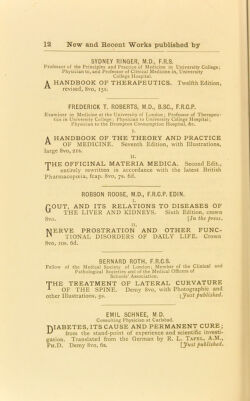 12 New and Recent Works published by
SYDNEY RINGER, M.D., F.R.S.
Professor of the Principles and Practice of Medicine in University College;
Physician to, and Professor of Clinical Medicine in, University
College Hospital.
A HANDBOOK OF THERAPEUTICS. Twelfth Edition,
revised, 8vo, 15s.
FREDERICK T. ROBERTS, M.D., B.SC., F.R.C.P.
Examiner in Medicine at the University of London; Professor of Therapeu-
tics in University College; Physician to University College Hospital;
Physician to the Brompton Consumption Hospital, &c.
I.
A HANDBOOK OF THE THEORY AND PRACTICE
OF MEDICINE. Seventh Edition, with Illustrations,
large 8vo, 21s.
II.
THE OFFICINAL MATERIA MEDICA. Second Edit.,
entirely rewritten in accordance with the latest British
Pharmacopœia, fcap. 8vo, 7s. 6d.
ROBSON ROOSE, M.D., F.R.C.P. EDIN.
I.
GOUT, AND ITS RELATIONS TO DISEASES OF
THE LIVER AND KIDNEYS. Sixth Edition, crown
8vo. [In the press.
II.
NERVE PROSTRATION AND OTHER FUNC-
TIONAL DISORDERS OF DAILY LIFE. Crown
8vo, 10s. 6d.
BERNARD ROTH, F.R.C.S.
Fellow of the Medical Society of London; Member of the Clinical and
Pathological Societies and of the Medical Officers of
Schools' Association.
THE TREATMENT OF LATERAL CURVATURE
OF THE SPINE. Demy 8vo, with Photographic and
other Illustrations, 5s. [Just published.
EMIL SCHNEE, M.D.
Consulting Physician at Carlsbad.
DIABETES, ITS CAUSE AND PERMANENT CURE;
from the stand-point of experience and scientific investi-
gation. Translated from the German by R. L. TAFEL, A.M.,
PH.D. Demy 8vo, 6s. [Just published.